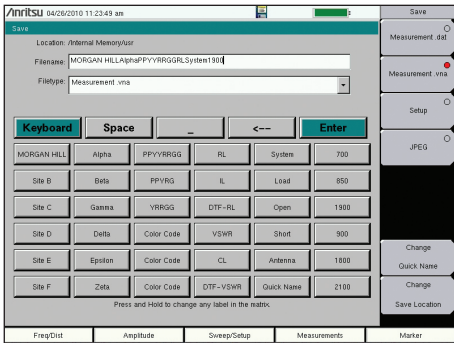 Anritsu 04/26/2010 11:23:49 am
Save
Save
Location: /Internal Memory/usr
Filename: MORGAN HILLAlphaPPYYRRGGRLSystem1900
Filetype: Measurement .vna
Keyboard Space _ <-- Enter
MORGAN HILL Alpha PPYYRRGG RL System 700
Site B Beta PPYRG IL Load 850
Site C Gamma YRRGG DTF-RL Open 1900
Site D Delta Color Code VSWR Short 900
Site E Epsilon Color Code CL Antenna 1800
Site F Zeta Color Code DTF-VSWR Quick Name 2100
Press and Hold to change any label in the matrix.
Measurement .dat
Measurement .vna
Setup
JPEG
Change
Quick Name
Change
Save Location
Freq/Dist Amplitude Sweep/Setup Measurements Marker